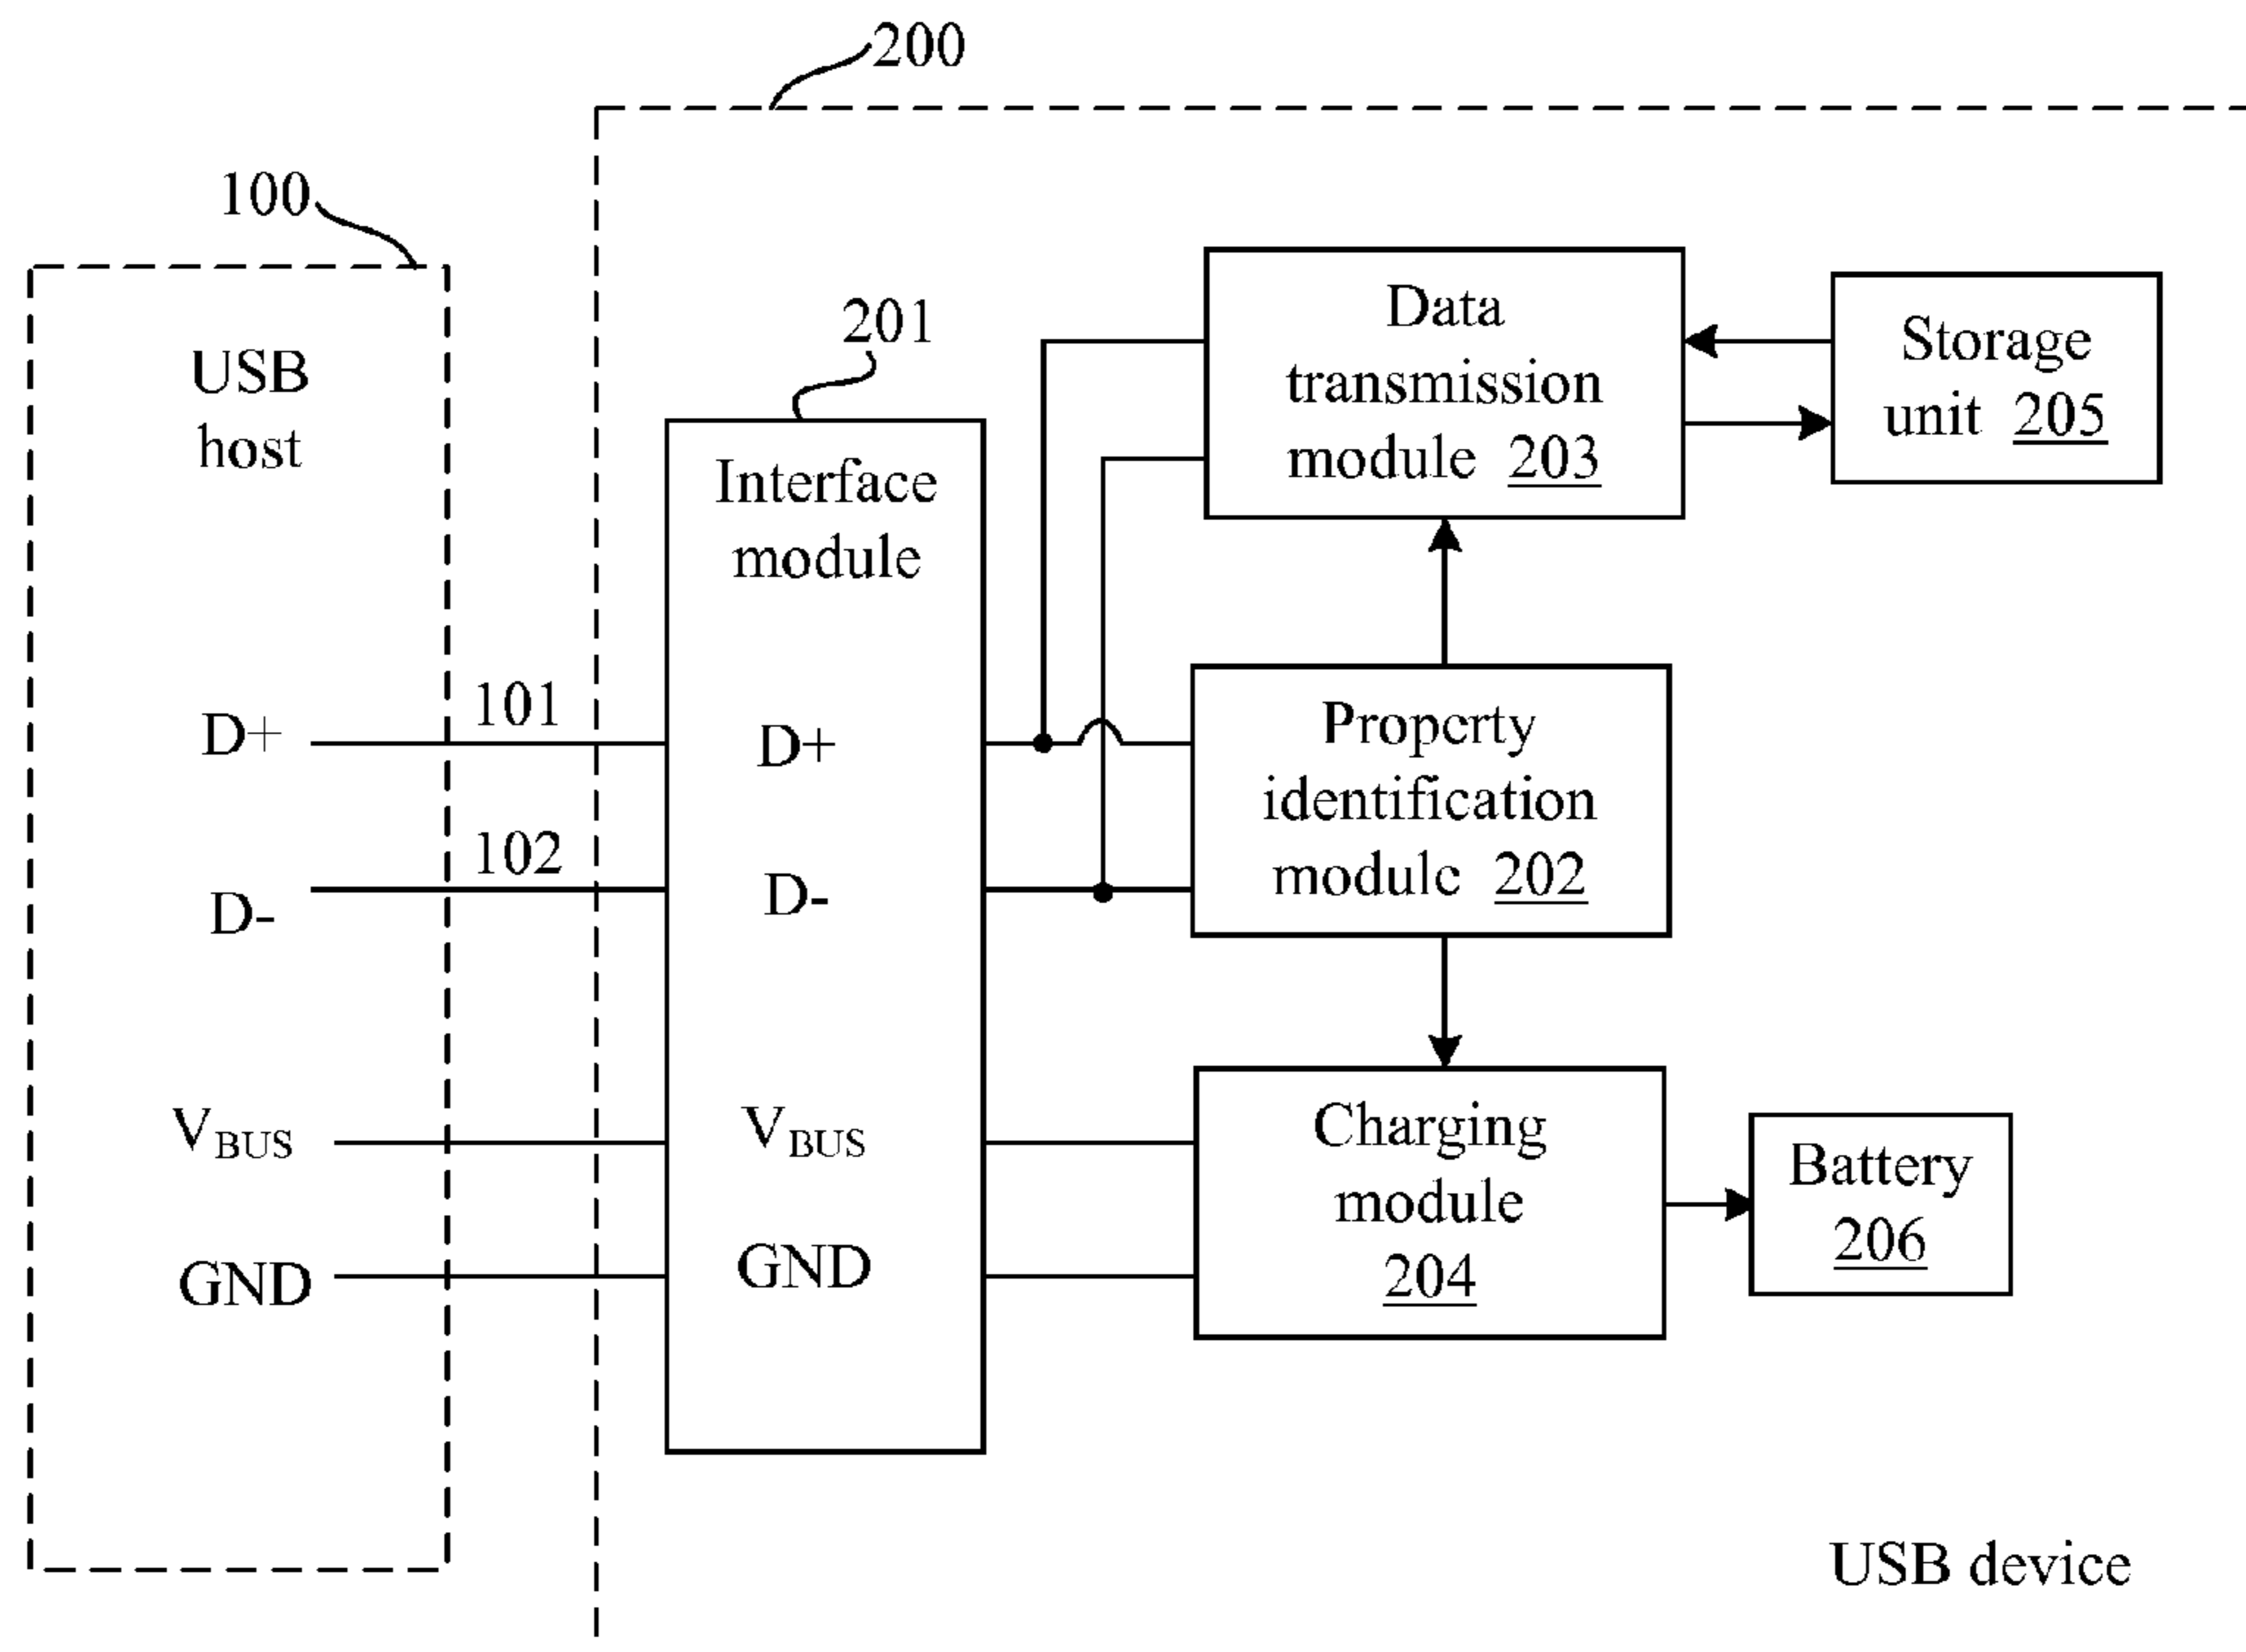 200
100
USB
host
D+
D-
VBUS
GND
101
102
201
Interface
module
D+
D-
VBUS
GND
Data
transmission
module 203
Storage
unit 205
Property
identification
module 202
Charging
module
204
Battery
206
USB device